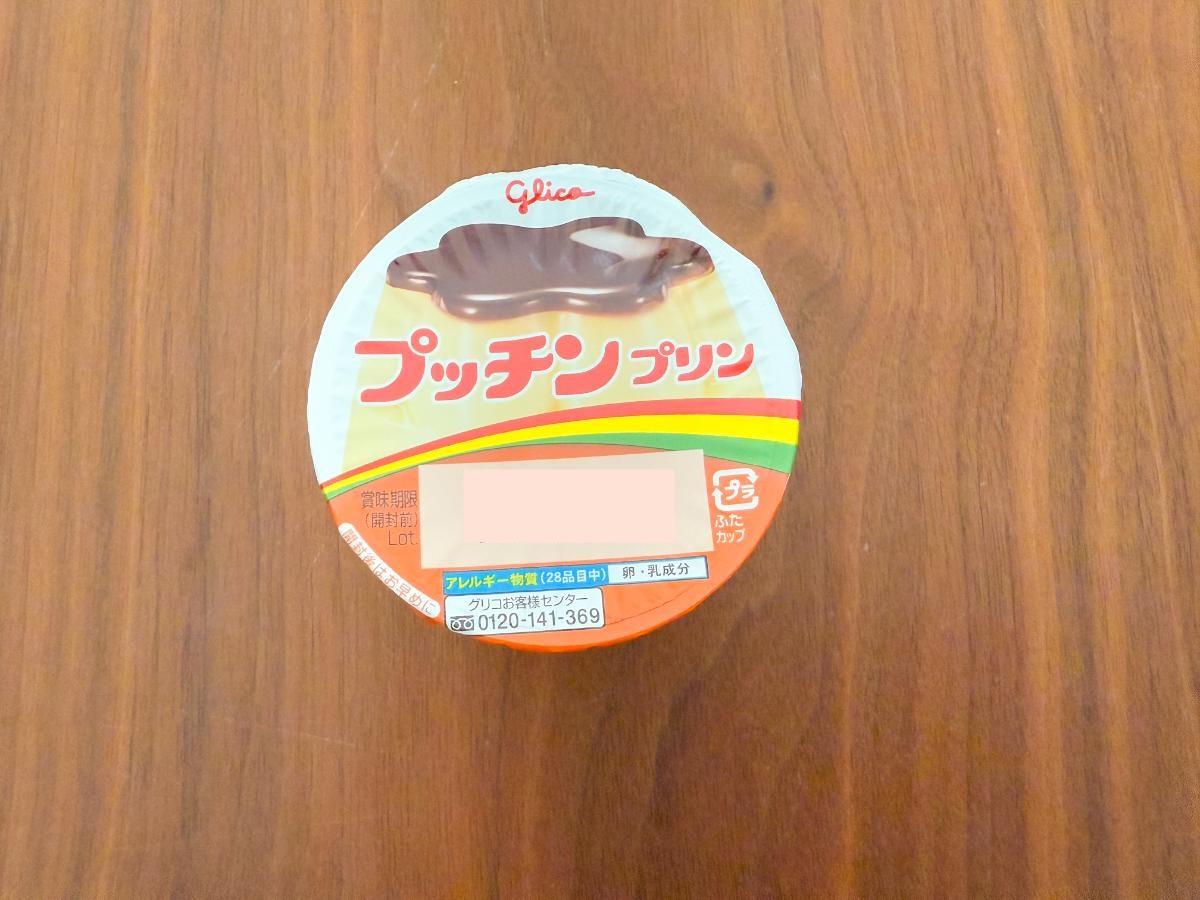 Glico
プッチンプリン
賞味期限
(開封前)
Lot.
プラ
ふた
カップ
開封後はお早めに
アレルギー物質(28品目中) 卵・乳成分
グリコお客様センター
0120-141-369